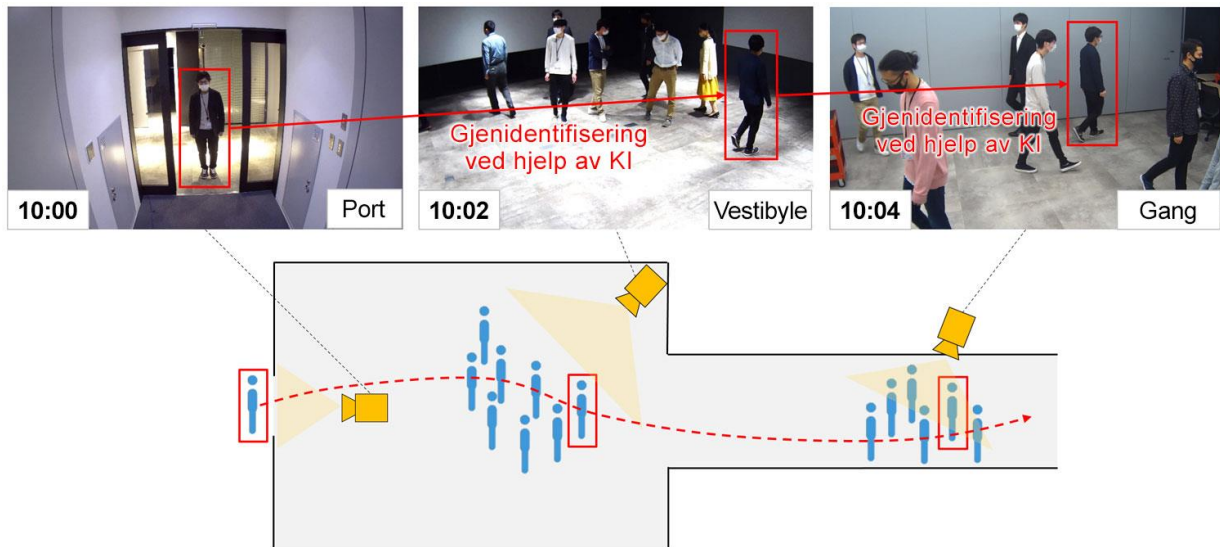 10:00
Port
Gjenidentifisering
ved hjelp av KI
10:02
Vestibyle
Gjenidentifisering
ved hjelp av KI
10:04
Gang